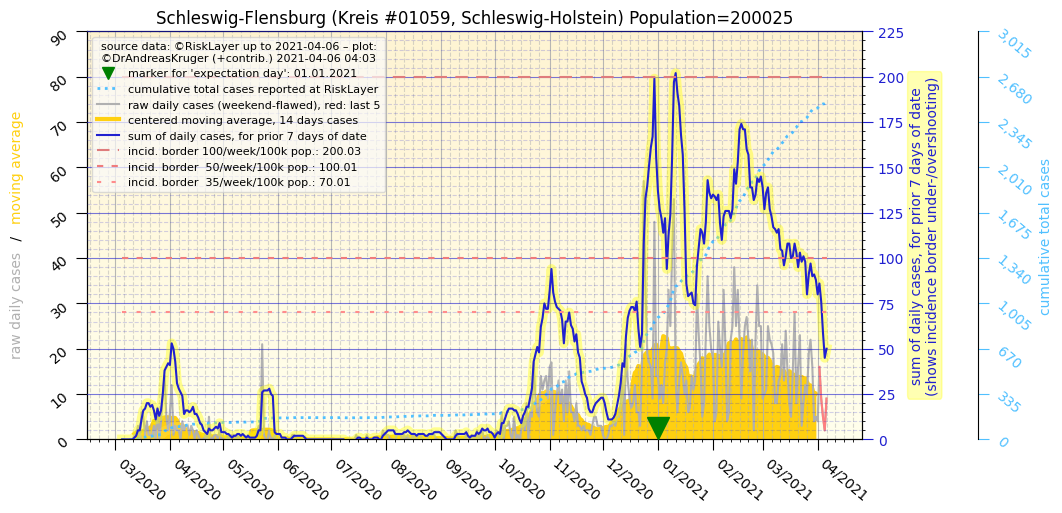 Schleswig-Flensburg (Kreis #01059, Schleswig-Holstein) Population=200025
source data: ©RiskLayer up to 2021-04-06 – plot:
©DrAndreasKruger (+contrib.) 2021-04-06 04:03
marker for 'expectation day': 01.01.2021
cumulative total cases reported at RiskLayer
raw daily cases (weekend-flawed), red: last 5
centered moving average, 14 days cases
sum of daily cases, for prior 7 days of date
incid. border 100/week/100k pop.: 200.03
incid. border 50/week/100k pop.: 100.01
incid. border 35/week/100k pop.: 70.01
raw daily cases / moving average
90
80
70
60
50
40
30
20
10
0
03/2020
04/2020
05/2020
06/2020
07/2020
08/2020
09/2020
10/2020
11/2020
12/2020
01/2021
02/2021
03/2021
04/2021
225
200
175
150
125
100
75
50
25
0
sum of daily cases, for prior 7 days of date
(shows incidence border under-/overshooting)
3,015
2,680
2,345
2,010
1,675
1,340
1,005
670
335
0
cumulative total cases